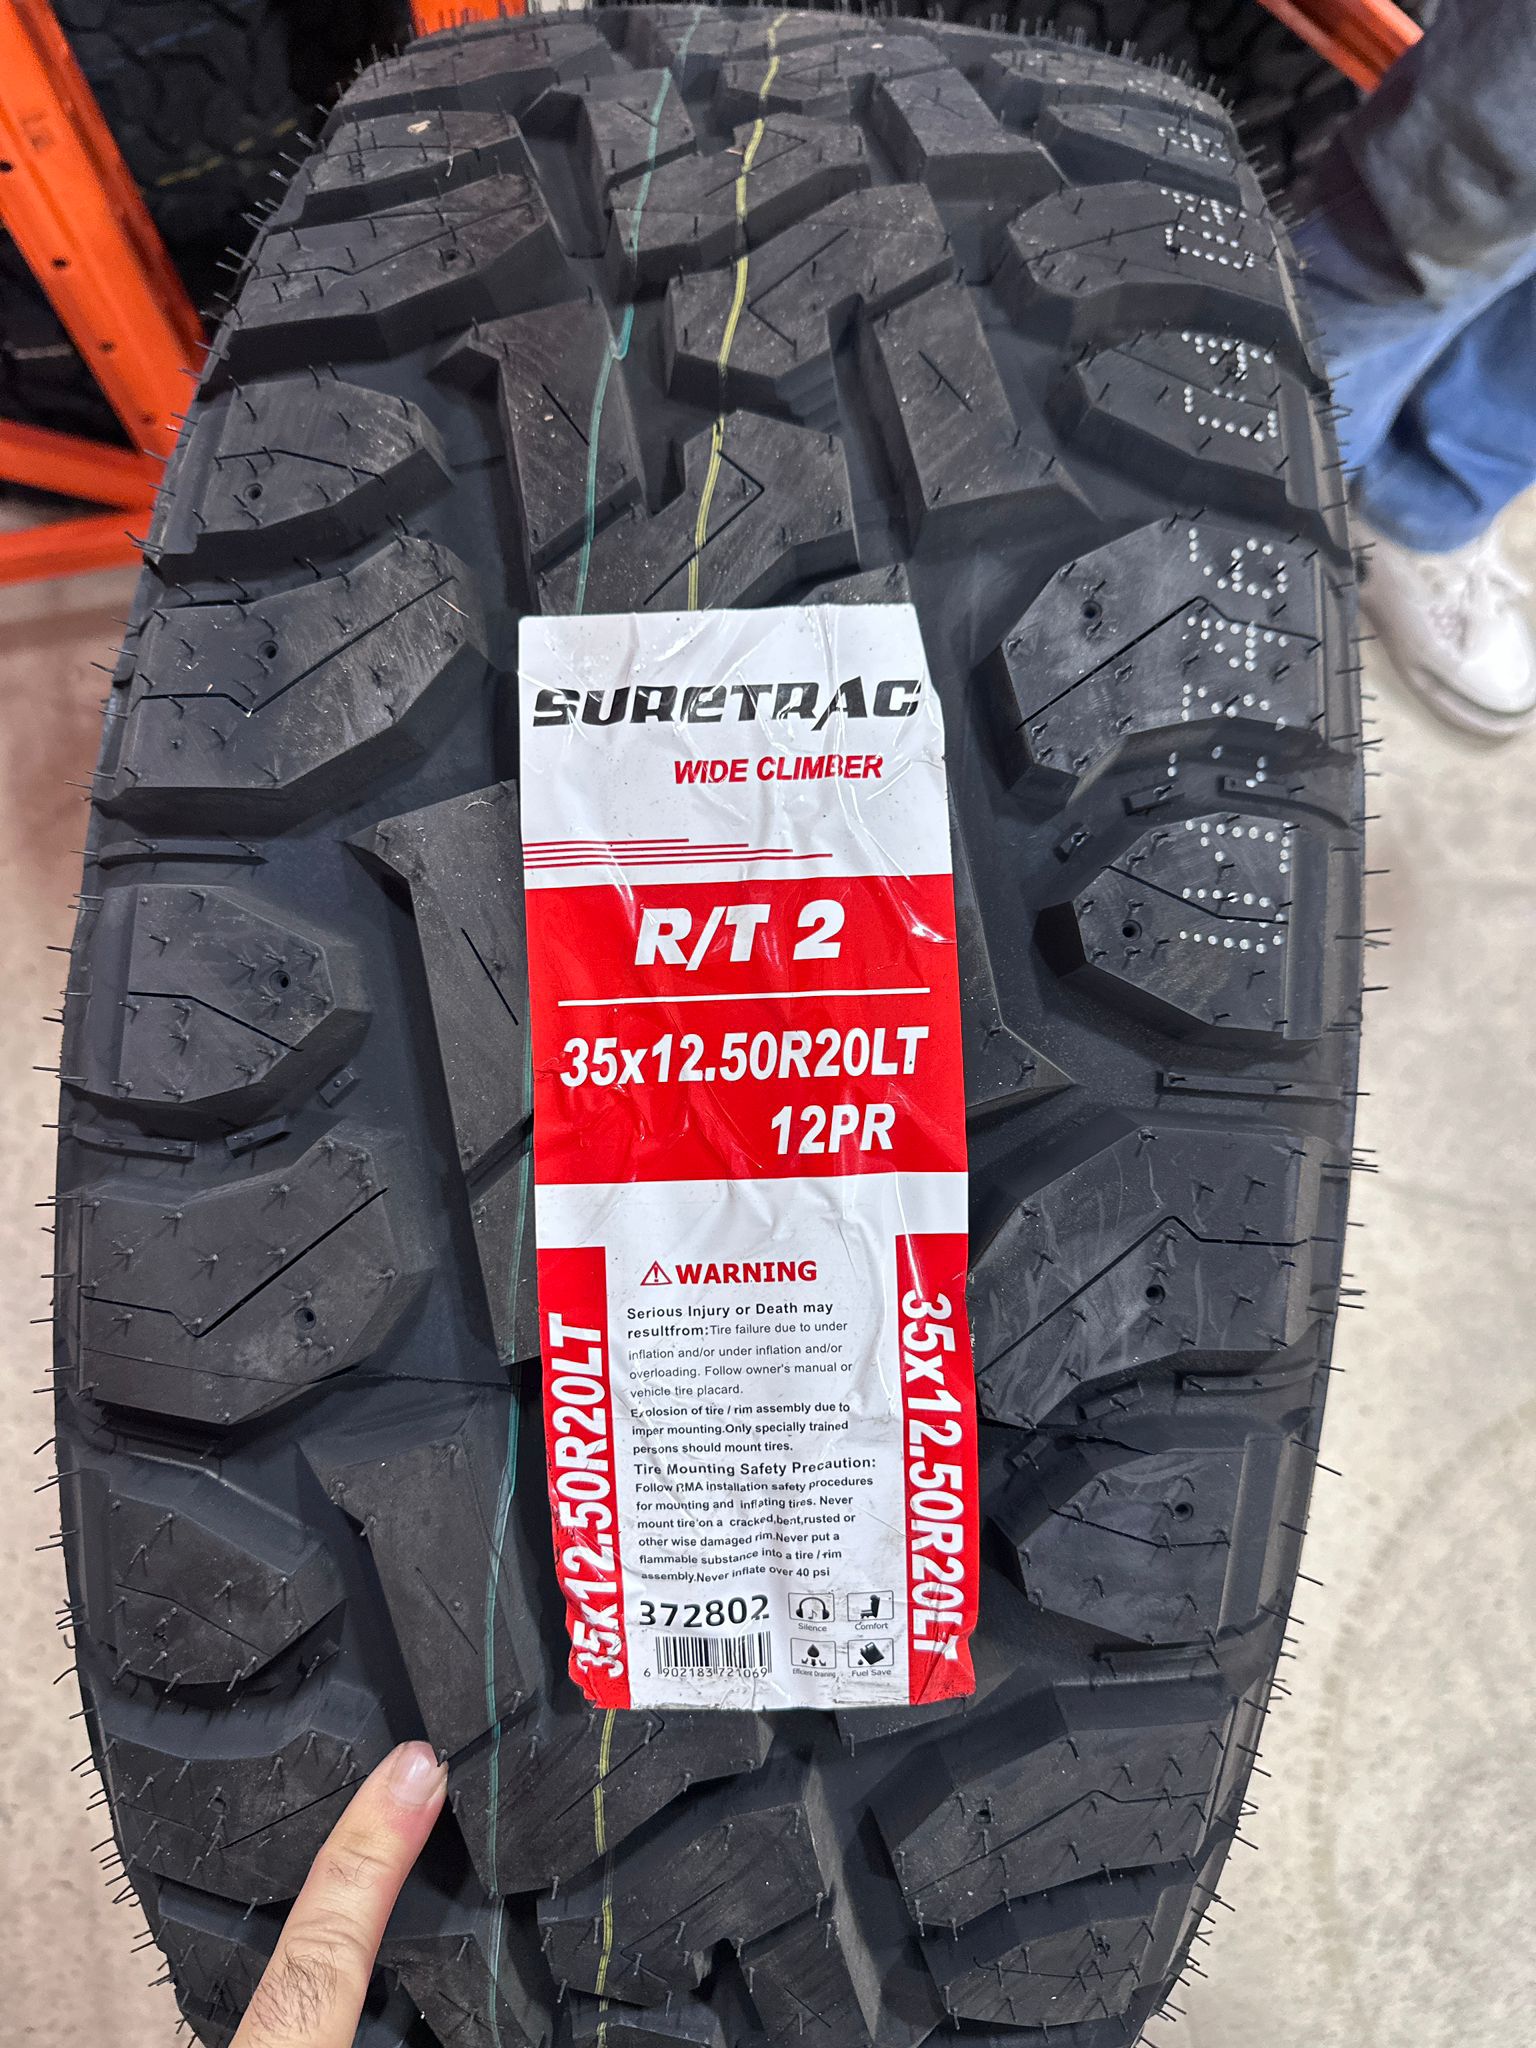 SURETRAC
WIDE CLIMBER
R/T 2
35x12.50R20LT
12PR
WARNING
Serious Injury or Death may
resultfrom:Tire failure due to under
inflation and/or under inflation and/or
overloading. Follow owner's manual or
vehicle tire placard.
Explosion of tire / rim assembly due to
imper mounting.Only specially trained
persons should mount tires.
Tire Mounting Safety Precaution:
Follow RMA installation safety procedures
for mounting and inflating tires. Never
mount tire on a cracked,bent,rusted or
other wise damaged rim.Never put a
flammable substance into a tire / rim
assembly.Never inflate over 40 psi
372802
Silence
Comfort
6 902183 721069
Efficient Draining
Fuel Save
35x12.50R20LT
35x12.50R20LT